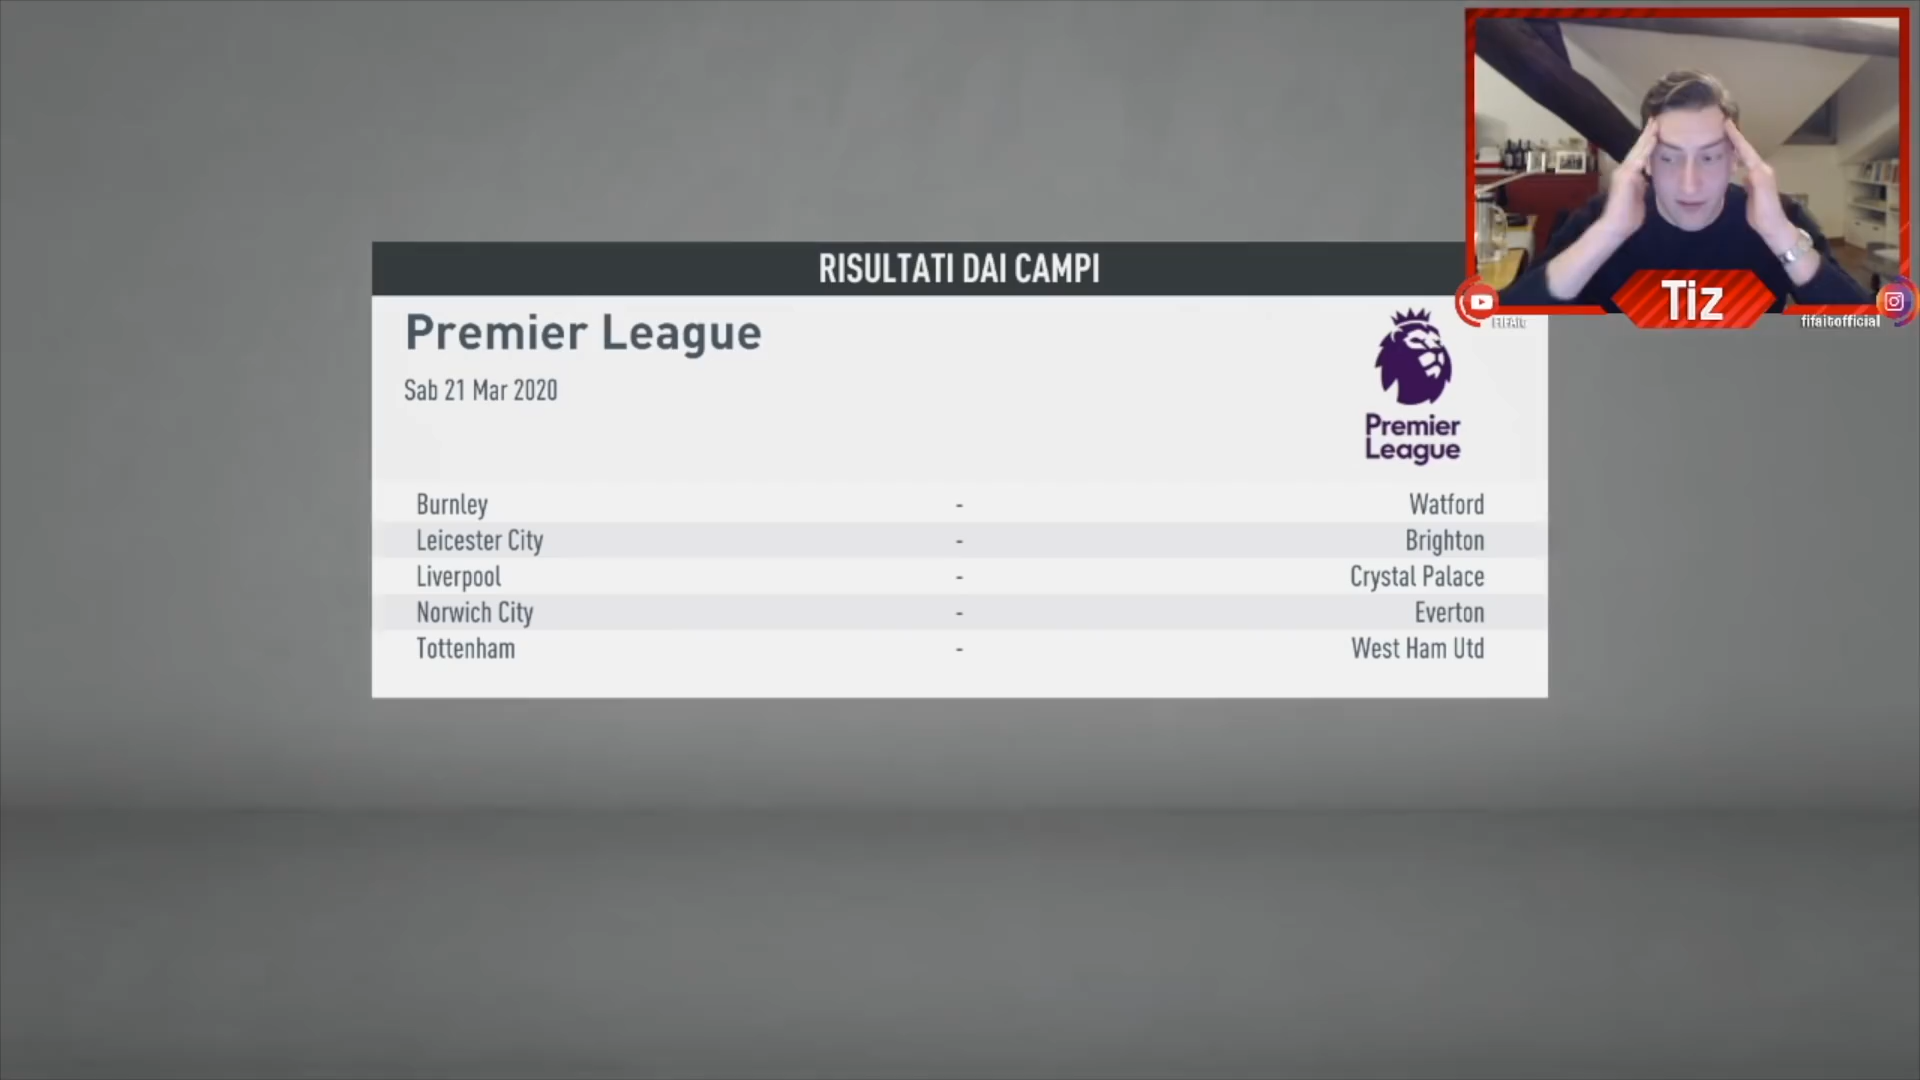 RISULTATI DAI CAMPI
Premier League
Sab 21 Mar 2020
Premier
League
Burnley - Watford
Leicester City - Brighton
Liverpool - Crystal Palace
Norwich City - Everton
Tottenham - West Ham Utd
Tiz
FIFAit
fifaitofficial